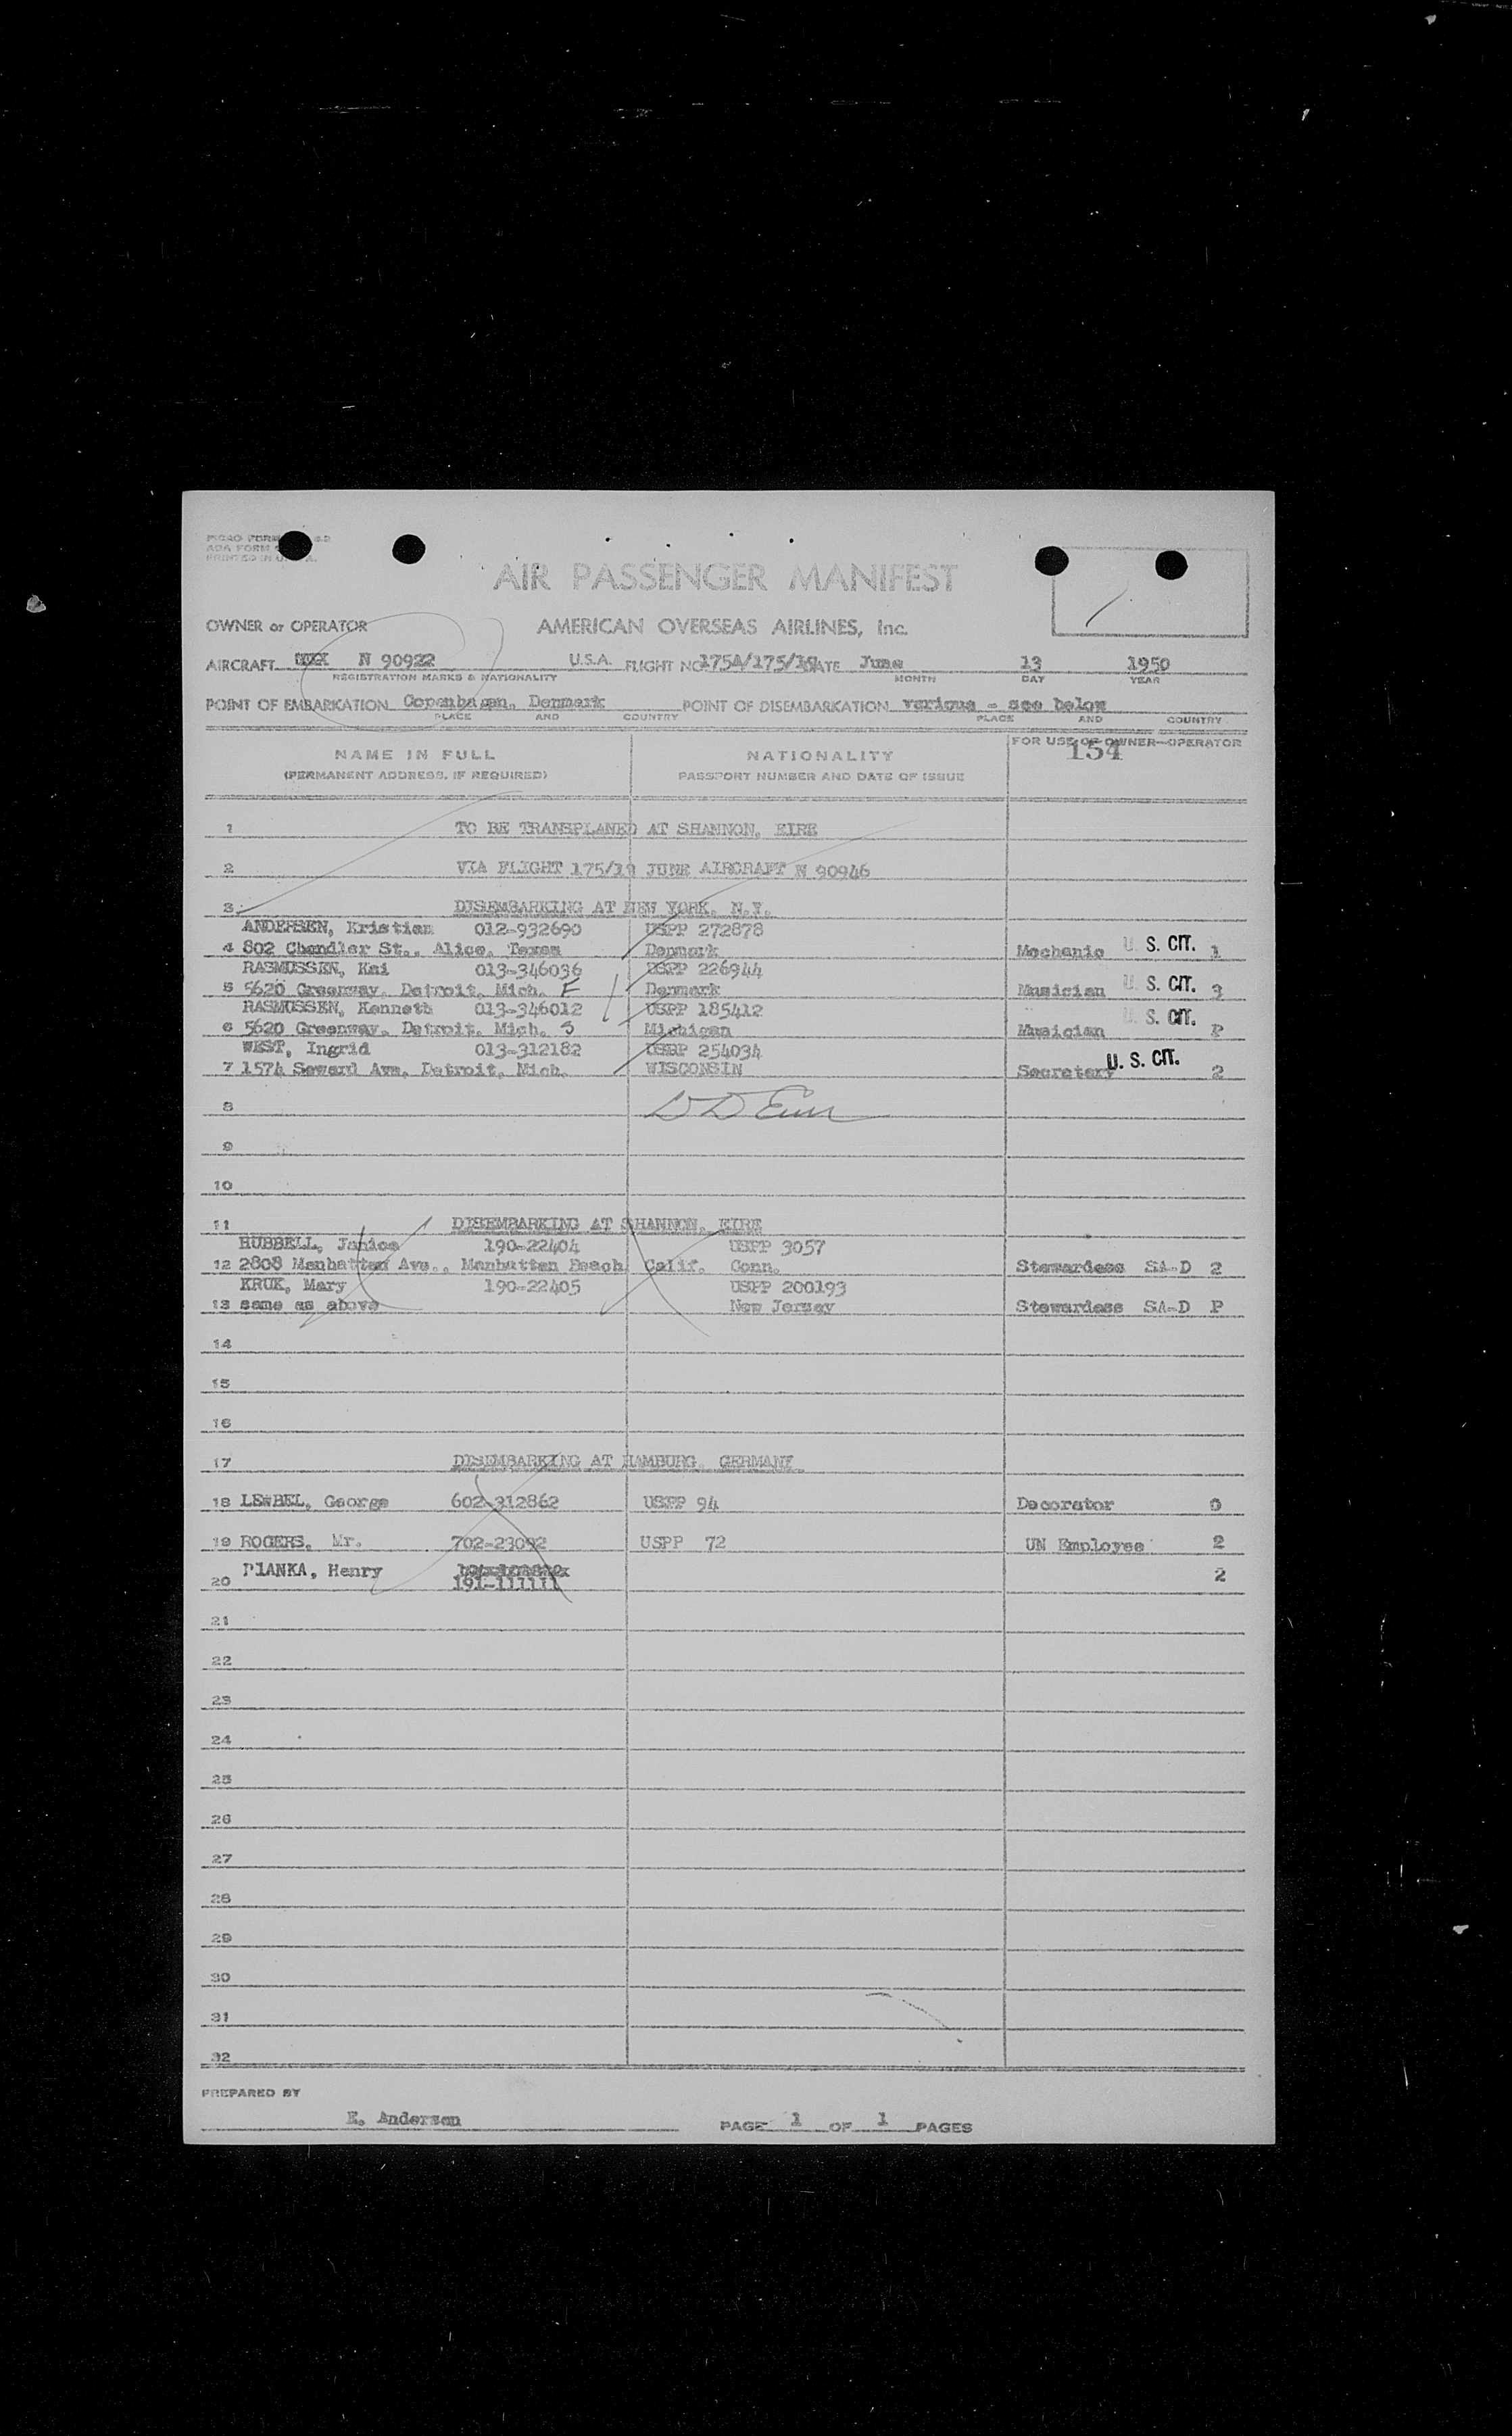 AIR PASSENGER MANIFEST
OWNER or OPERATOR AMERICAN OVERSEAS AIRLINES, Inc.
AIRCRAFT N 90922 U.S.A. FLIGHT NO 175A/175/19 DATE June 13 1950
REGISTRATION MARKS & NATIONALITY MONTH DAY YEAR
POINT OF EMBARKATION Copenhagen, Denmark POINT OF DISEMBARKATION various - see below
PLACE AND COUNTRY PLACE AND COUNTRY
NAME IN FULL NATIONALITY FOR USE OF OWNER-OPERATOR
154
(PERMANENT ADDRESS, IF REQUIRED) PASSPORT NUMBER AND DATE OF ISSUE
1 TO BE TRANSPLANED AT SHANNON, EIRE
2 VIA FLIGHT 175/19 JUNE AIRCRAFT N 90946
3 DISEMBARKING AT NEW YORK, N.Y.
ANDERSEN, Kristian 012-932690 USPP 272878
4 802 Chandler St., Alice, Texas Denmark Mechanic U. S. CIT. 1
RASMUSSEN, Kai 013-346036 USPP 226944
5 5620 Greenway, Detroit, Mich. F Denmark Musician U. S. CIT. 3
RASMUSSEN, Kenneth 013-346012 USPP 185412
6 5620 Greenway, Detroit, Mich. S Michigan Musician U. S. CIT. P
WEST, Ingrid 013-312182 USPP 254034
7 1574 Seward Ave, Detroit, Mich. WISCONSIN Secretary U. S. CIT. 2
8
9
10
11 DISEMBARKING AT SHANNON, EIRE
HUBBELL, Janice 190-22404 USPP 3057
12 2808 Manhattan Ave., Manhattan Beach Calif. Conn. Stewardess SA-D 2
KRUK, Mary 190-22405 USPP 200193
13 same as above New Jersey Stewardess SA-D P
14
15
16
17 DISEMBARKING AT HAMBURG, GERMANY
18 LEWBEL, George 602-312862 USPP 94 Decorator 0
19 ROGERS, Mr. 702-23092 USPP 72 UN Employee 2
PIANKA, Henry 2
20 191-111111
21
22
23
24
25
26
27
28
29
30
31
32
PREPARED BY
E. Andersen PAGE 1 OF 1 PAGES